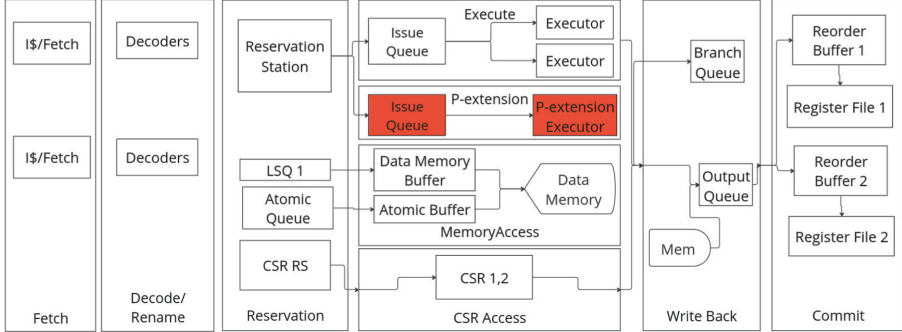 I$/Fetch
I$/Fetch
Fetch
Decoders
Decoders
Decode/
Rename
Reservation
Station
LSQ 1
Atomic
Queue
CSR RS
Reservation
Issue
Queue
Execute
Executor
Executor
Issue
Queue
P-extension
P-extension
Executor
Data Memory
Buffer
Atomic Buffer
Data
Memory
MemoryAccess
CSR 1,2
CSR Access
Branch
Queue
Output
Queue
Mem
Write Back
Reorder
Buffer 1
Register File 1
Reorder
Buffer 2
Register File 2
Commit